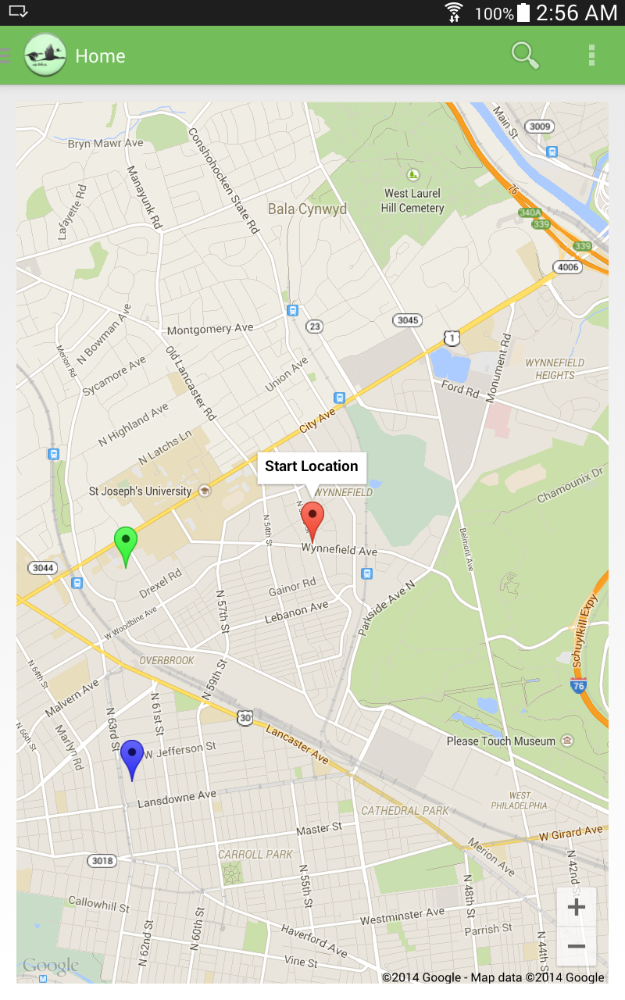 100% 2:56 AM
Home
Main St
3009
Bryn Mawr Ave
Conshohocken State Rd
Manayunk Rd
Lafayette Rd
76
West Laurel
Hill Cemetery
Bala Cynwyd
340A
339
339
4006
Montgomery Ave
23
3045
1
N Bowman Ave
Merion Rd
Sycamore Ave
Old Lancaster Rd
Union Ave
Monument Rd
WYNNEFIELD
HEIGHTS
Ford Rd
City Ave
N Highland Ave
N Latchs Ln
Start Location
St Joseph's University
WYNNEFIELD
Chamounix Dr
N 54th St
Wynnefield Ave
Belmont Ave
3044
Drexel Rd
Gainor Rd
N 57th St
Lebanon Ave
Parkside Ave N
W Woodbine Ave
Schuylkill Expy
76
OVERBROOK
N 64th St
N 59th St
Malvern Ave
N 61st St
N 63rd St
30
Lancaster Ave
N 66th St
Marlyn Rd
W Jefferson St
Please Touch Museum
Lansdowne Ave
WEST
PHILADELPHIA
CATHEDRAL PARK
Master St
W Girard Ave
CARROLL PARK
3018
Merion Ave
N 42nd St
N 55th St
N 48th St
Callowhill St
Westminster Ave
N 60th St
N 62nd St
Haverford Ave
Parrish St
N 44th St
Vine St
+
−
Google
©2014 Google - Map data ©2014 Google